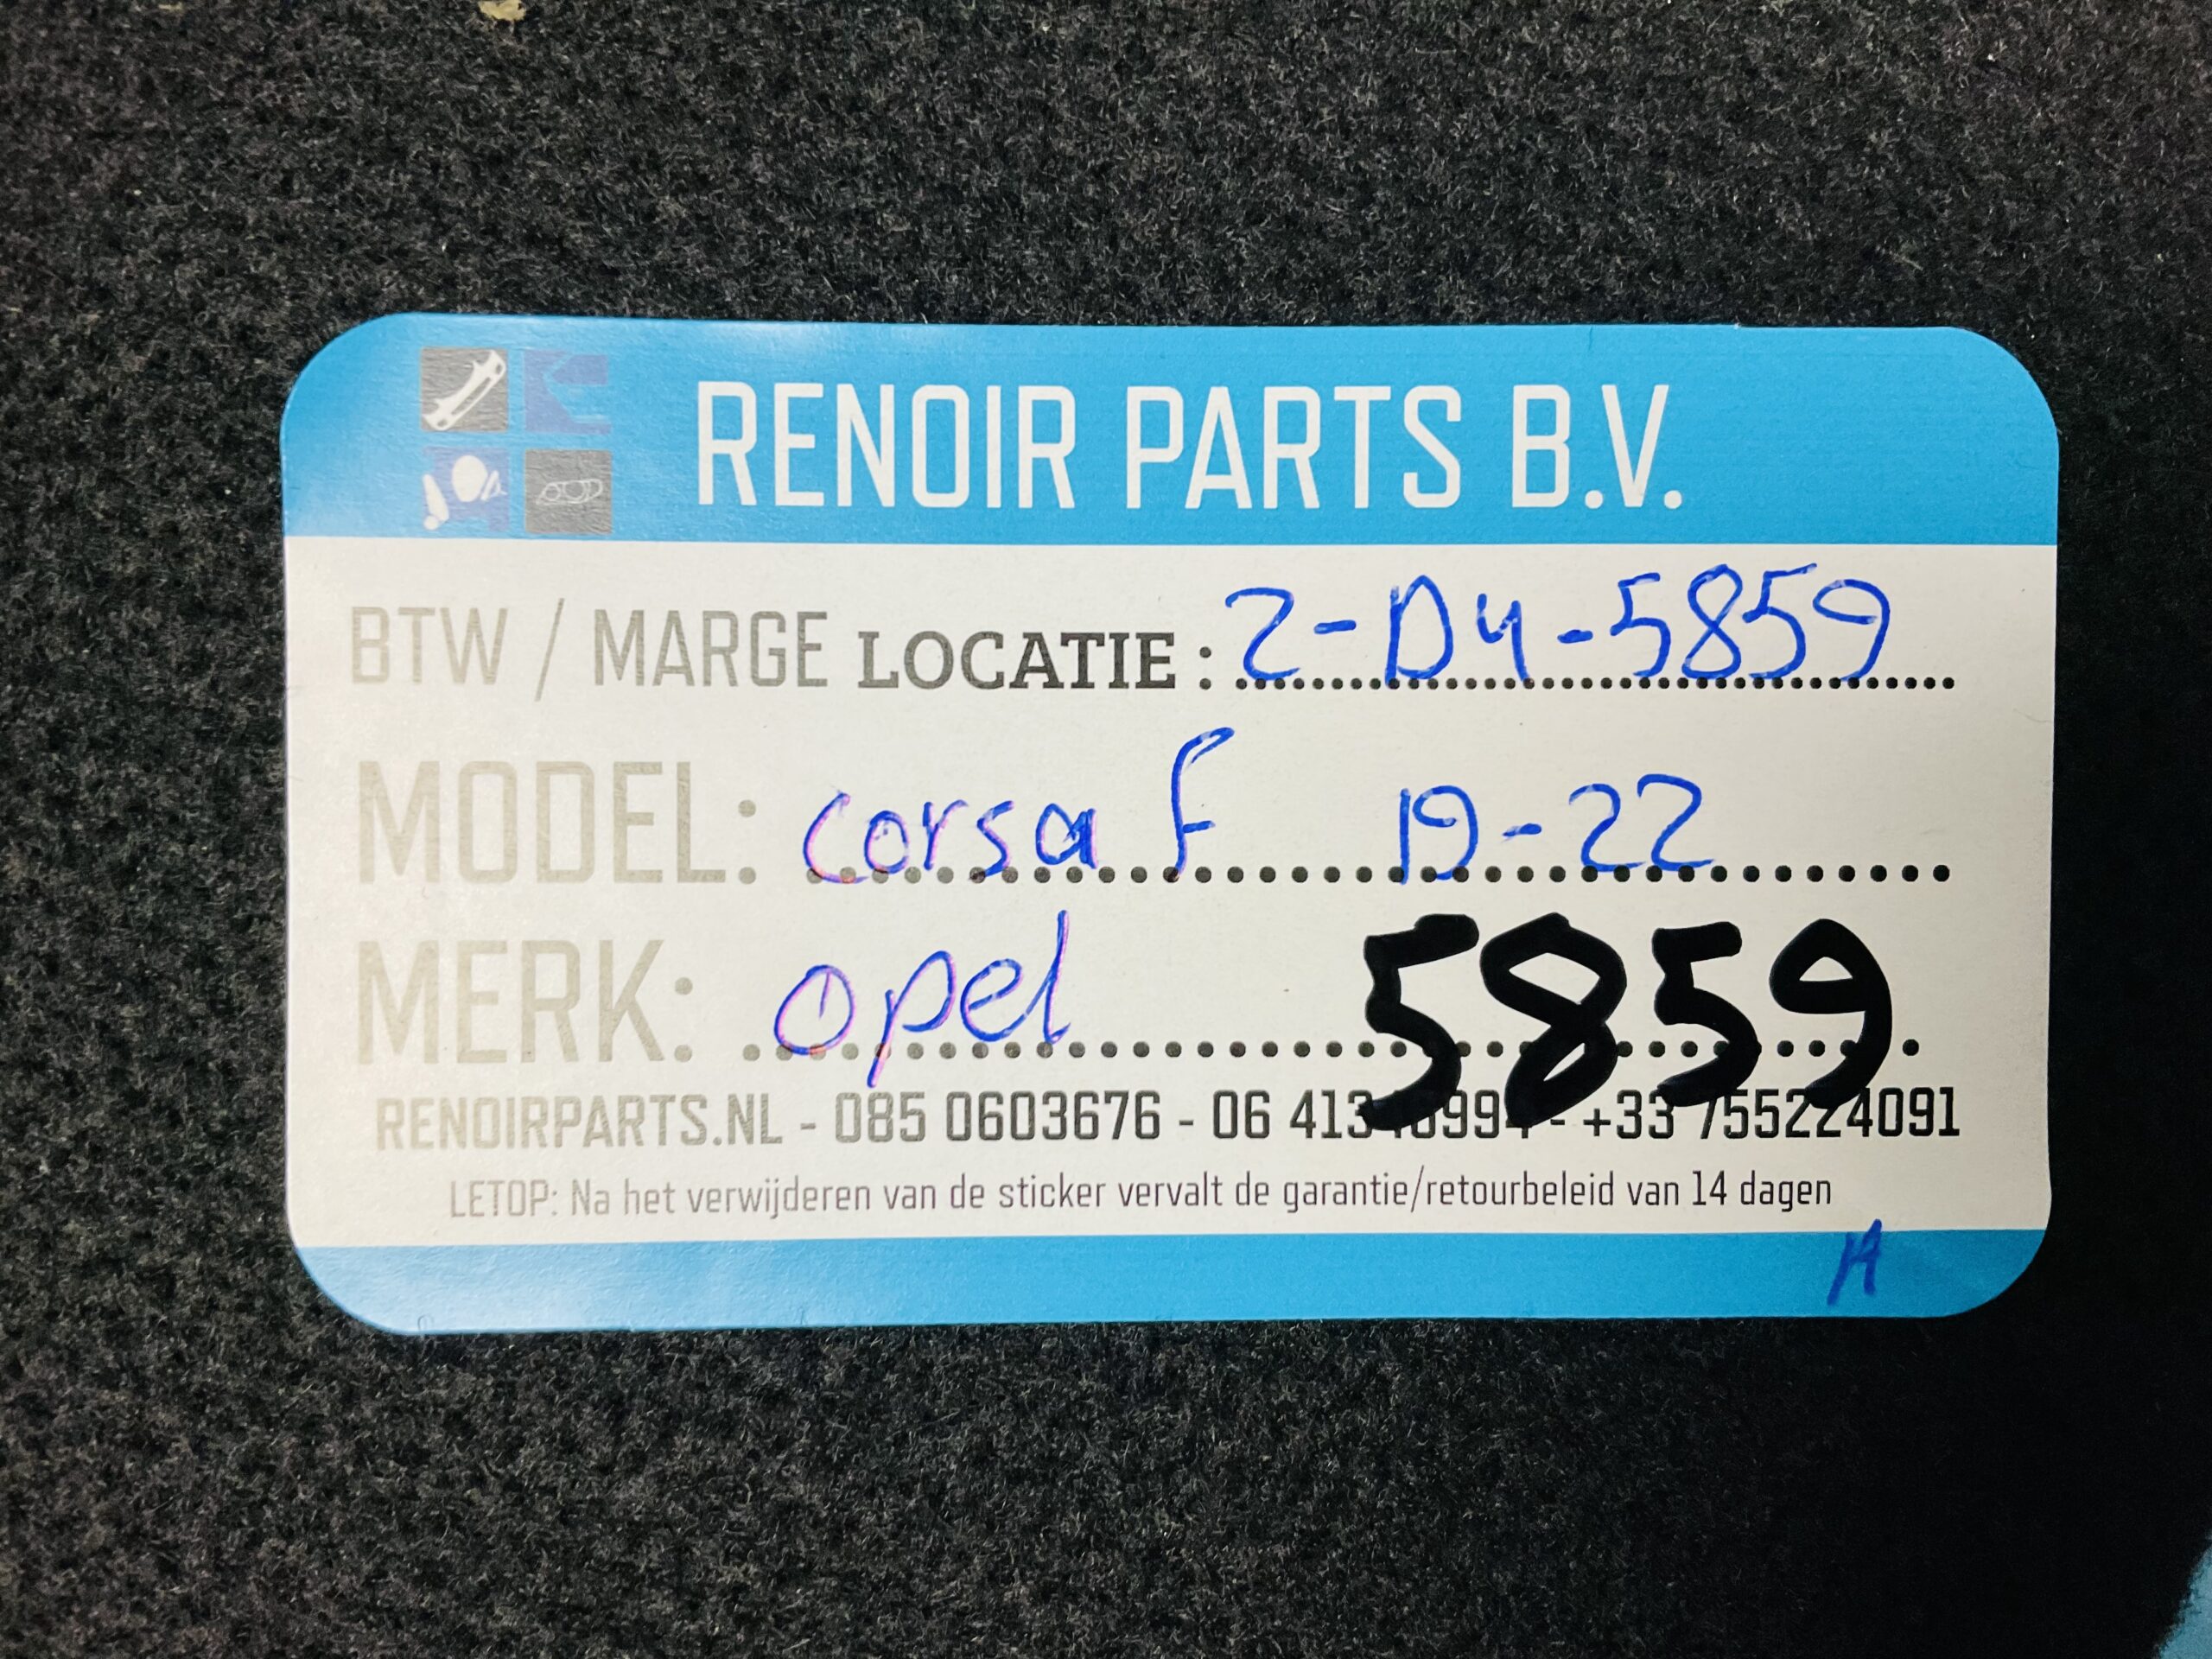 RENOIR PARTS B.V.
BTW / MARGE LOCATIE : 2-D4-5859
MODEL: corsa F 19-22
MERK: opel 5859
RENOIRPARTS.NL - 085 0603676 - 06 - +33 755224091
LETOP: Na het verwijderen van de sticker vervalt de garantie/retourbeleid van 14 dagen
A